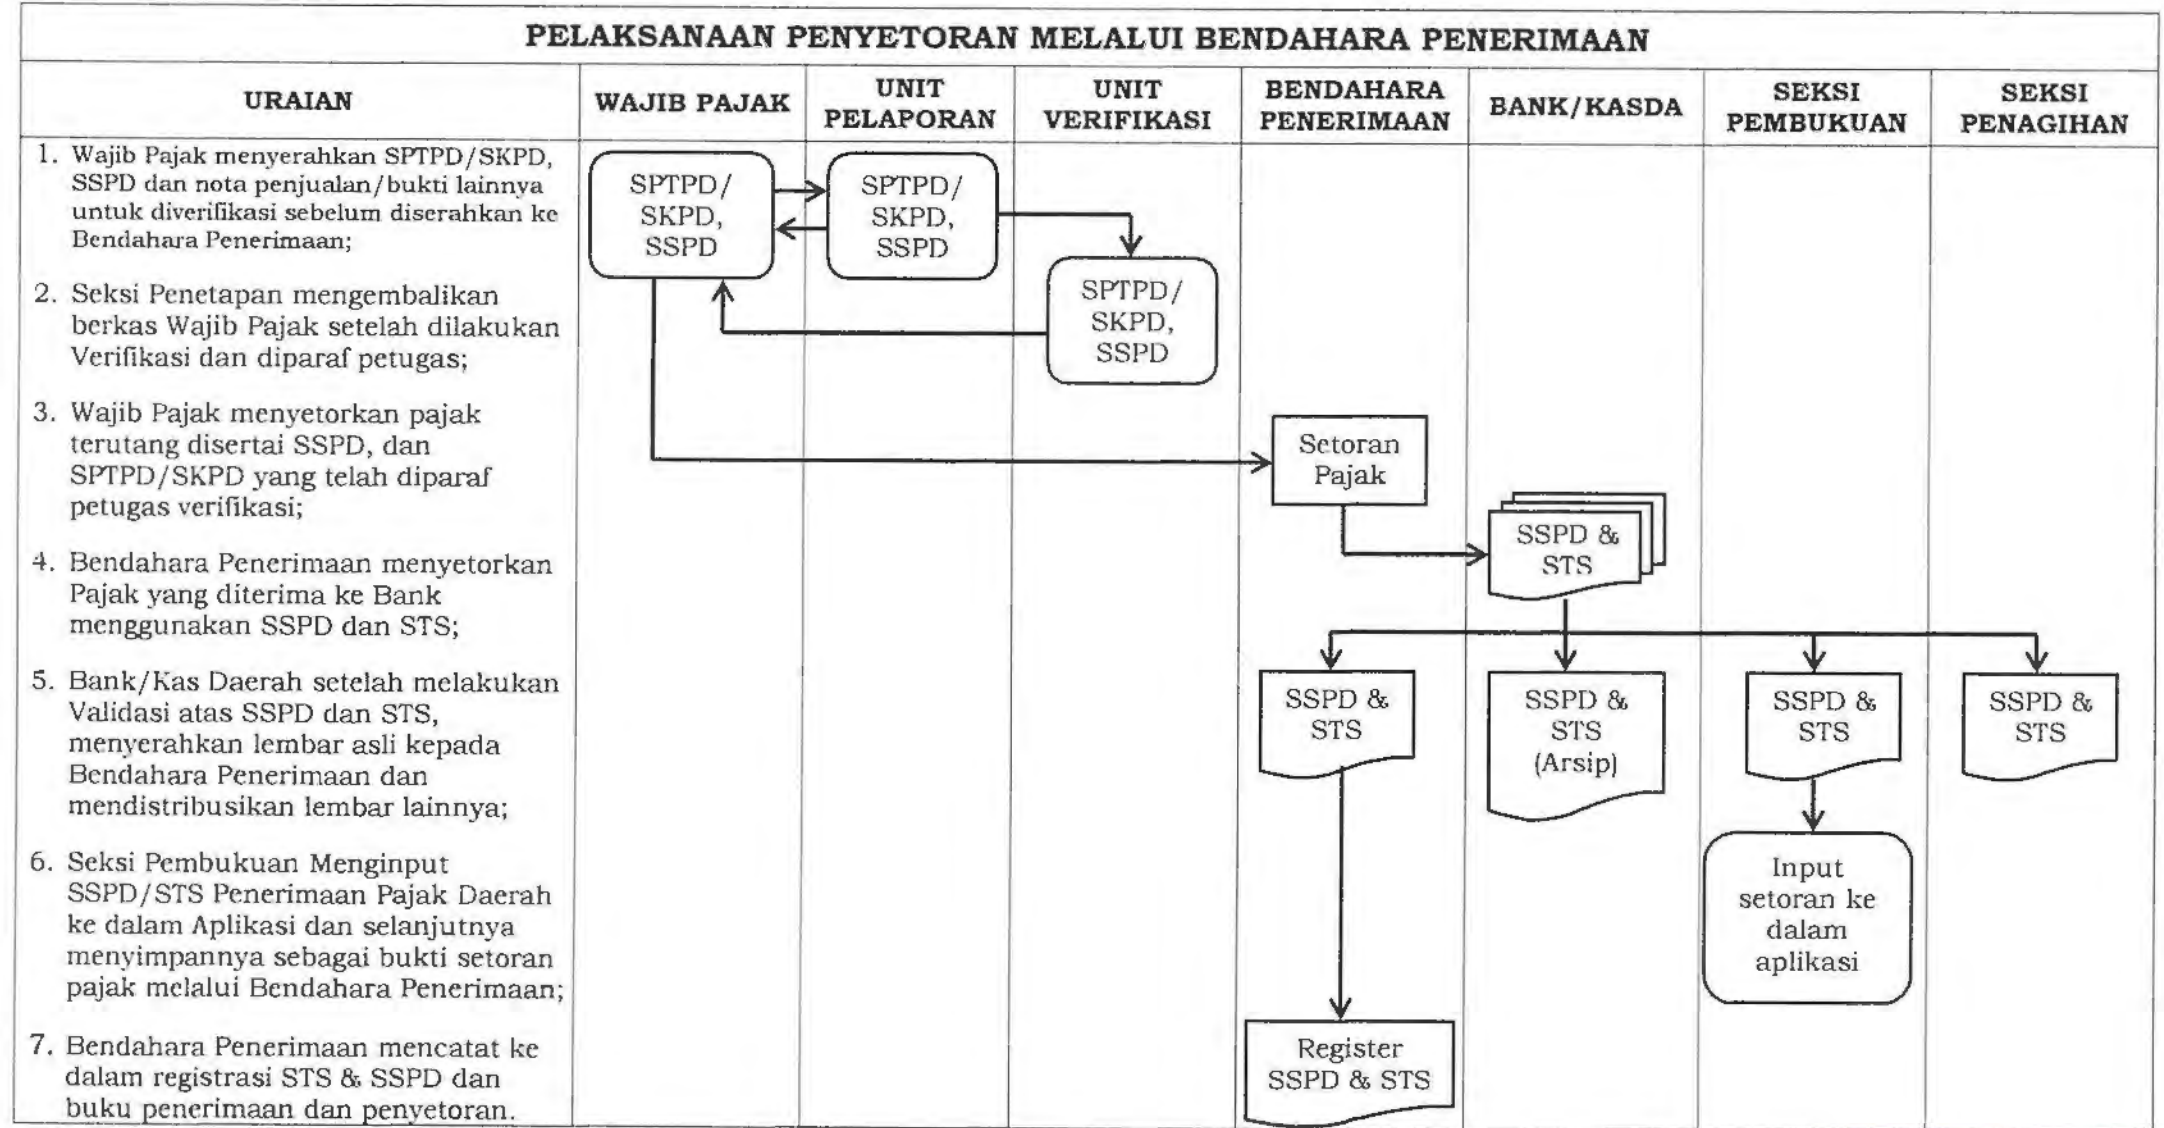 PELAKSANAAN PENYETORAN MELALUI BENDAHARA PENERIMAAN
URAIAN
WAJIB PAJAK
UNIT
PELAPORAN
UNIT
VERIFIKASI
BENDAHARA
PENERIMAAN
BANK/KASDA
SEKSI
PEMBUKUAN
SEKSI
PENAGIHAN
1. Wajib Pajak menyerahkan SPTPD/SKPD,
SSPD dan nota penjualan/bukti lainnya
untuk diverifikasi sebelum diserahkan ke
Bendahara Penerimaan;
2. Seksi Penetapan mengembalikan
berkas Wajib Pajak setelah dilakukan
Verifikasi dan diparaf petugas;
3. Wajib Pajak menyetorkan pajak
terutang disertai SSPD, dan
SPTPD/SKPD yang telah diparaf
petugas verifikasi;
4. Bendahara Penerimaan menyetorkan
Pajak yang diterima ke Bank
menggunakan SSPD dan STS;
5. Bank/Kas Daerah setelah melakukan
Validasi atas SSPD dan STS,
menyerahkan lembar asli kepada
Bendahara Penerimaan dan
mendistribusikan lembar lainnya;
6. Seksi Pembukuan Menginput
SSPD/STS Penerimaan Pajak Daerah
ke dalam Aplikasi dan selanjutnya
menyimpannya sebagai bukti setoran
pajak melalui Bendahara Penerimaan;
7. Bendahara Penerimaan mencatat ke
dalam registrasi STS & SSPD dan
buku penerimaan dan penyetoran.
SPTPD/
SKPD,
SSPD
SPTPD/
SKPD,
SSPD
SPTPD/
SKPD,
SSPD
Setoran
Pajak
SSPD &
STS
SSPD &
STS
SSPD &
STS
(Arsip)
SSPD &
STS
SSPD &
STS
Input
setoran ke
dalam
aplikasi
Register
SSPD & STS